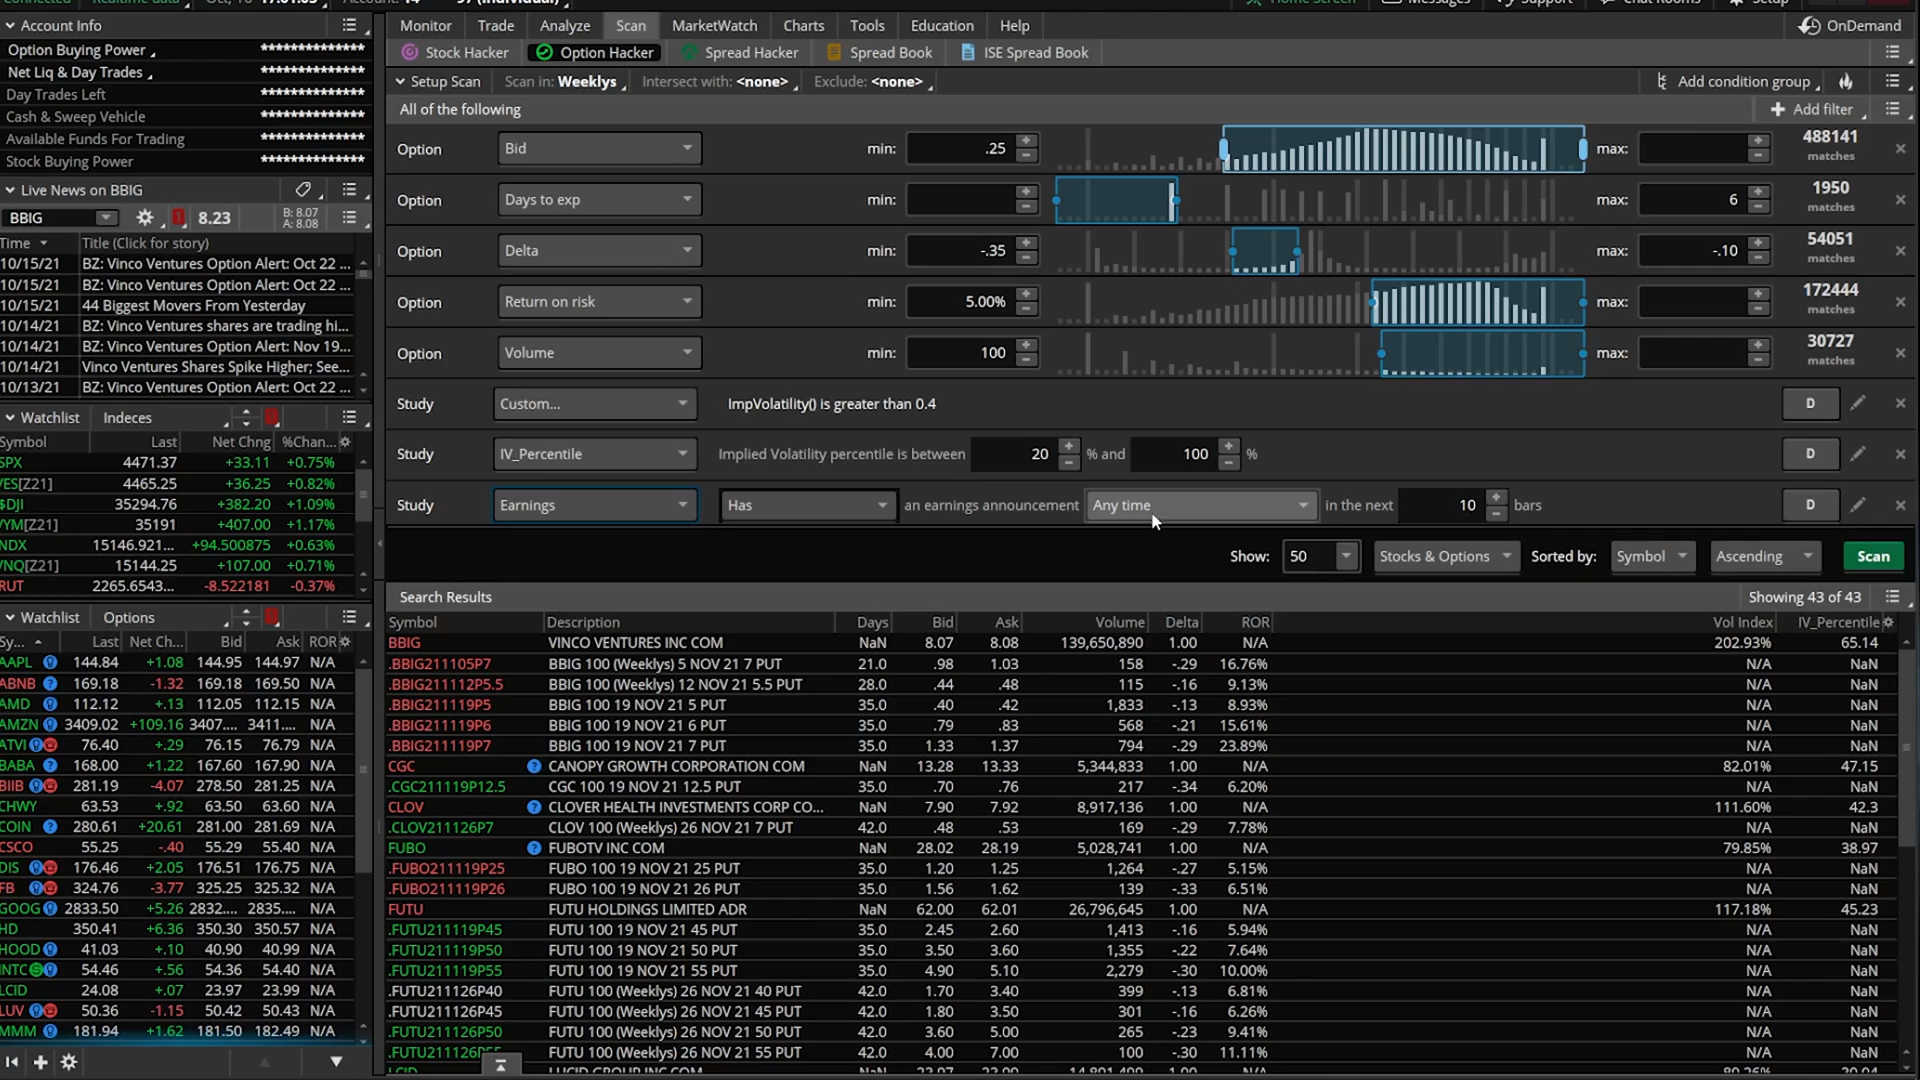 Account Info
Option Buying Power **************
Net Liq & Day Trades **************
Day Trades Left **************
Cash & Sweep Vehicle **************
Available Funds For Trading **************
Stock Buying Power **************
Live News on BBIG
BBIG 1 8.23 B: 8.07 A: 8.08
Time Title (Click for story)
10/15/21 BZ: Vinco Ventures Option Alert: Oct 22 ...
10/15/21 BZ: Vinco Ventures Option Alert: Oct 22 ...
10/15/21 44 Biggest Movers From Yesterday
10/14/21 BZ: Vinco Ventures shares are trading hi...
10/14/21 BZ: Vinco Ventures Option Alert: Nov 19...
10/14/21 Vinco Ventures Shares Spike Higher; See...
10/13/21 BZ: Vinco Ventures Option Alert: Oct 22 ...
Watchlist Indeces
Symbol Last Net Chng %Chan...
SPX 4471.37 +33.11 +0.75%
/ES[Z21] 4465.25 +36.25 +0.82%
$DJI 35294.76 +382.20 +1.09%
/YM[Z21] 35191 +407.00 +1.17%
NDX 15146.921... +94.500875 +0.63%
/NQ[Z21] 15144.25 +107.00 +0.71%
RUT 2265.6543... -8.522181 -0.37%
Watchlist Options
Sy... Last Net Ch... Bid Ask ROR
AAPL 144.84 +1.08 144.95 144.97 N/A
ABNB 169.18 -1.32 169.18 169.50 N/A
AMD 112.12 +.13 112.05 112.15 N/A
AMZN 3409.02 +109.16 3407.... 3411.... N/A
ATVI 76.40 +.29 76.15 76.79 N/A
BABA 168.00 +1.22 167.60 167.90 N/A
BIIB 281.19 -4.07 278.50 281.25 N/A
CHWY 63.53 +.92 63.50 63.60 N/A
COIN 280.61 +20.61 281.00 281.69 N/A
CSCO 55.25 -.40 55.29 55.40 N/A
DIS 176.46 +2.05 176.51 176.75 N/A
FB 324.76 -3.77 325.25 325.32 N/A
GOOG 2833.50 +5.26 2832.... 2835.... N/A
HD 350.41 +6.36 350.30 350.57 N/A
HOOD 41.03 +.10 40.90 40.99 N/A
INTC 54.46 +.56 54.36 54.40 N/A
LCID 24.08 +.07 23.97 23.99 N/A
LUV 50.36 -1.15 50.42 50.43 N/A
MMM 181.94 +1.62 181.50 182.49 N/A
Monitor Trade Analyze Scan MarketWatch Charts Tools Education Help OnDemand
Stock Hacker Option Hacker Spread Hacker Spread Book ISE Spread Book
Setup Scan Scan in: Weeklys Intersect with: <none> Exclude: <none> Add condition group
All of the following Add filter
Option Bid min: .25 max: 488141 matches
Option Days to exp min: max: 6 1950 matches
Option Delta min: -.35 max: -.10 54051 matches
Option Return on risk min: 5.00% max: 172444 matches
Option Volume min: 100 max: 30727 matches
Study Custom... ImpVolatility() is greater than 0.4 D
Study IV_Percentile Implied Volatility percentile is between 20 % and 100 % D
Study Earnings Has an earnings announcement Any time in the next 10 bars D
Show: 50 Stocks & Options Sorted by: Symbol Ascending Scan
Search Results Showing 43 of 43
Symbol Description Days Bid Ask Volume Delta ROR Vol Index IV_Percentile
BBIG VINCO VENTURES INC COM NaN 8.07 8.08 139,650,890 1.00 N/A 202.93% 65.14
.BBIG211105P7 BBIG 100 (Weeklys) 5 NOV 21 7 PUT 21.0 .98 1.03 158 -.29 16.76% N/A NaN
.BBIG211112P5.5 BBIG 100 (Weeklys) 12 NOV 21 5.5 PUT 28.0 .44 .48 115 -.16 9.13% N/A NaN
.BBIG211119P5 BBIG 100 19 NOV 21 5 PUT 35.0 .40 .42 1,833 -.13 8.93% N/A NaN
.BBIG211119P6 BBIG 100 19 NOV 21 6 PUT 35.0 .79 .83 568 -.21 15.61% N/A NaN
.BBIG211119P7 BBIG 100 19 NOV 21 7 PUT 35.0 1.33 1.37 794 -.29 23.89% N/A NaN
CGC CANOPY GROWTH CORPORATION COM NaN 13.28 13.33 5,344,833 1.00 N/A 82.01% 47.15
.CGC211119P12.5 CGC 100 19 NOV 21 12.5 PUT 35.0 .70 .76 217 -.34 6.20% N/A NaN
CLOV CLOVER HEALTH INVESTMENTS CORP CO... NaN 7.90 7.92 8,917,136 1.00 N/A 111.60% 42.3
.CLOV211126P7 CLOV 100 (Weeklys) 26 NOV 21 7 PUT 42.0 .48 .53 169 -.29 7.78% N/A NaN
FUBO FUBOTV INC COM NaN 28.02 28.19 5,028,741 1.00 N/A 79.85% 38.97
.FUBO211119P25 FUBO 100 19 NOV 21 25 PUT 35.0 1.20 1.25 1,264 -.27 5.15% N/A NaN
.FUBO211119P26 FUBO 100 19 NOV 21 26 PUT 35.0 1.56 1.62 139 -.33 6.51% N/A NaN
FUTU FUTU HOLDINGS LIMITED ADR NaN 62.00 62.01 26,796,645 1.00 N/A 117.18% 45.23
.FUTU211119P45 FUTU 100 19 NOV 21 45 PUT 35.0 2.45 2.60 1,413 -.16 5.94% N/A NaN
.FUTU211119P50 FUTU 100 19 NOV 21 50 PUT 35.0 3.50 3.60 1,355 -.22 7.64% N/A NaN
.FUTU211119P55 FUTU 100 19 NOV 21 55 PUT 35.0 4.90 5.10 2,279 -.30 10.00% N/A NaN
.FUTU211126P40 FUTU 100 (Weeklys) 26 NOV 21 40 PUT 42.0 1.70 3.40 399 -.13 6.81% N/A NaN
.FUTU211126P45 FUTU 100 (Weeklys) 26 NOV 21 45 PUT 42.0 1.80 3.50 301 -.16 6.26% N/A NaN
.FUTU211126P50 FUTU 100 (Weeklys) 26 NOV 21 50 PUT 42.0 3.60 5.00 265 -.23 9.41% N/A NaN
.FUTU211126P55 FUTU 100 (Weeklys) 26 NOV 21 55 PUT 42.0 4.00 7.00 100 -.30 11.11% N/A NaN